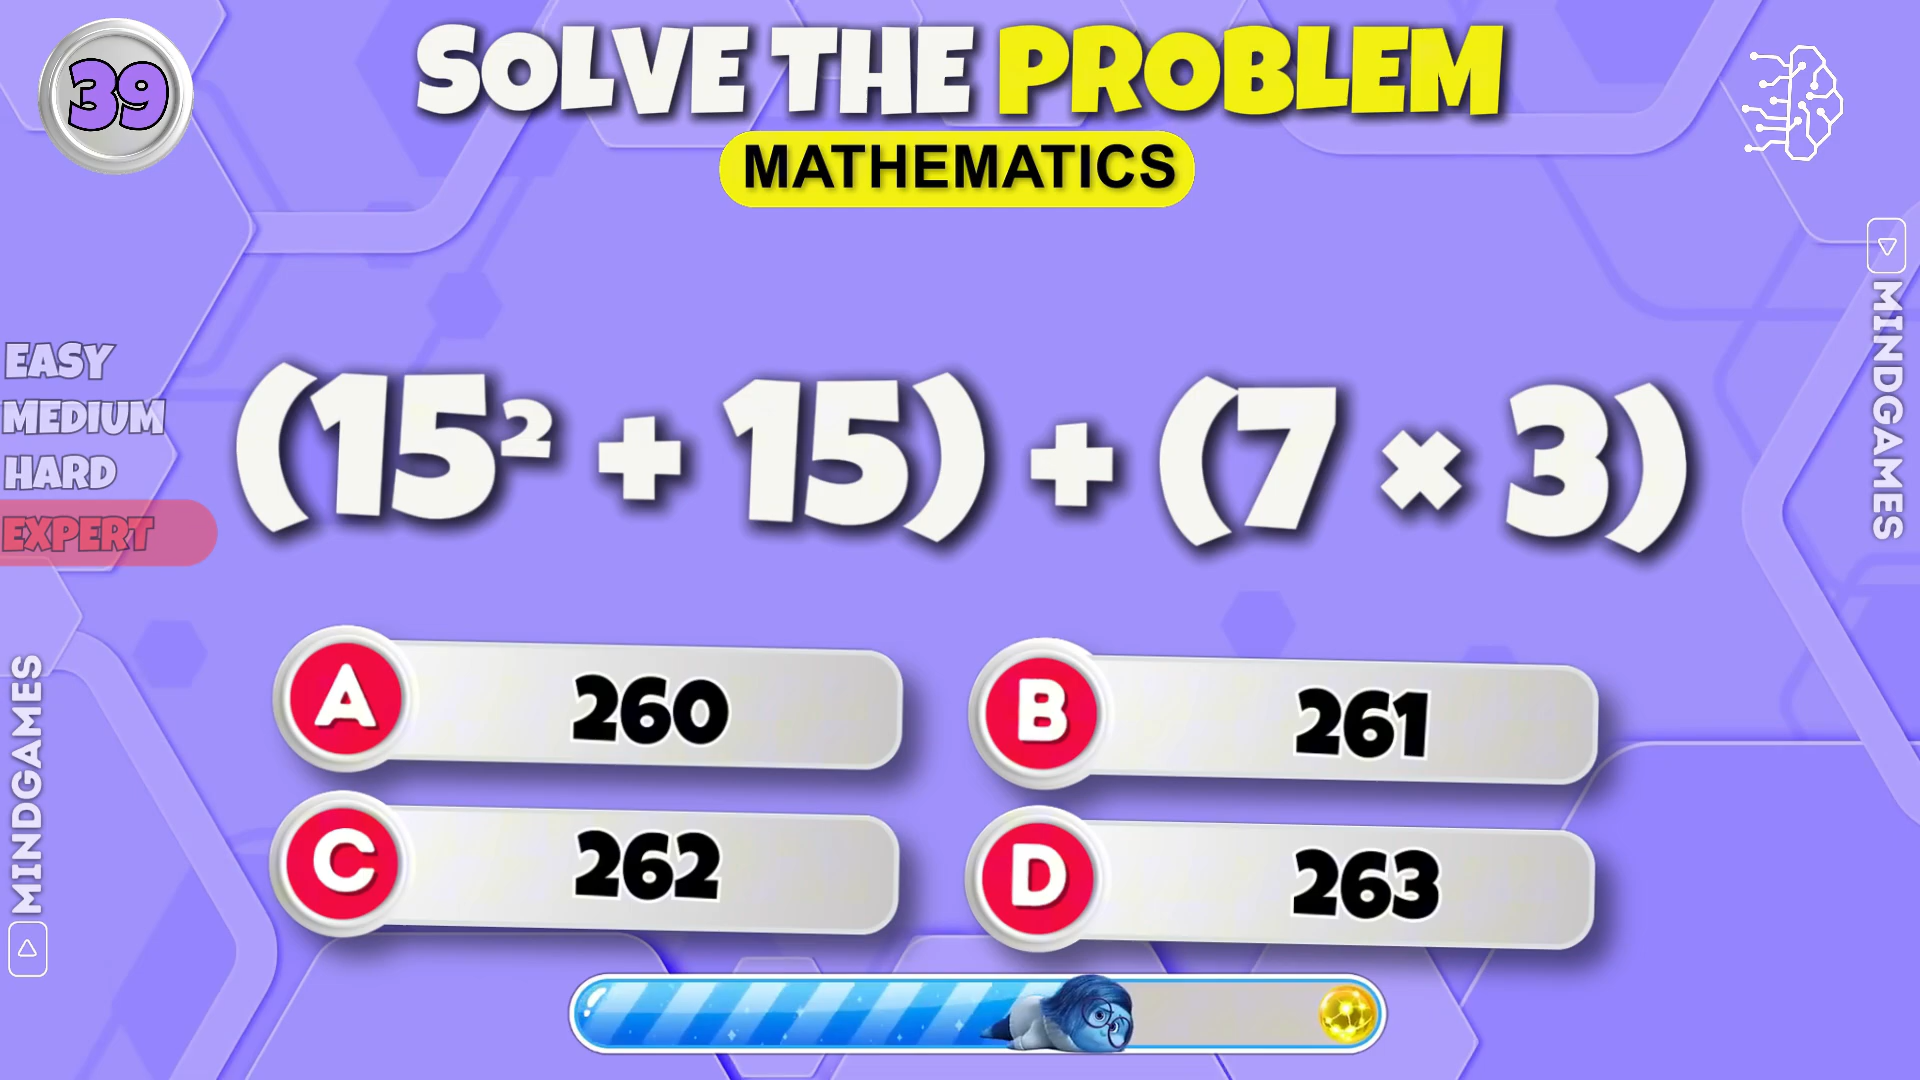 39
SOLVE THE PROBLEM
MATHEMATICS
EASY
MEDIUM
HARD
EXPERT
(15² + 15) + (7 × 3)
A 260
B 261
C 262
D 263
MINDGAMES
MINDGAMES